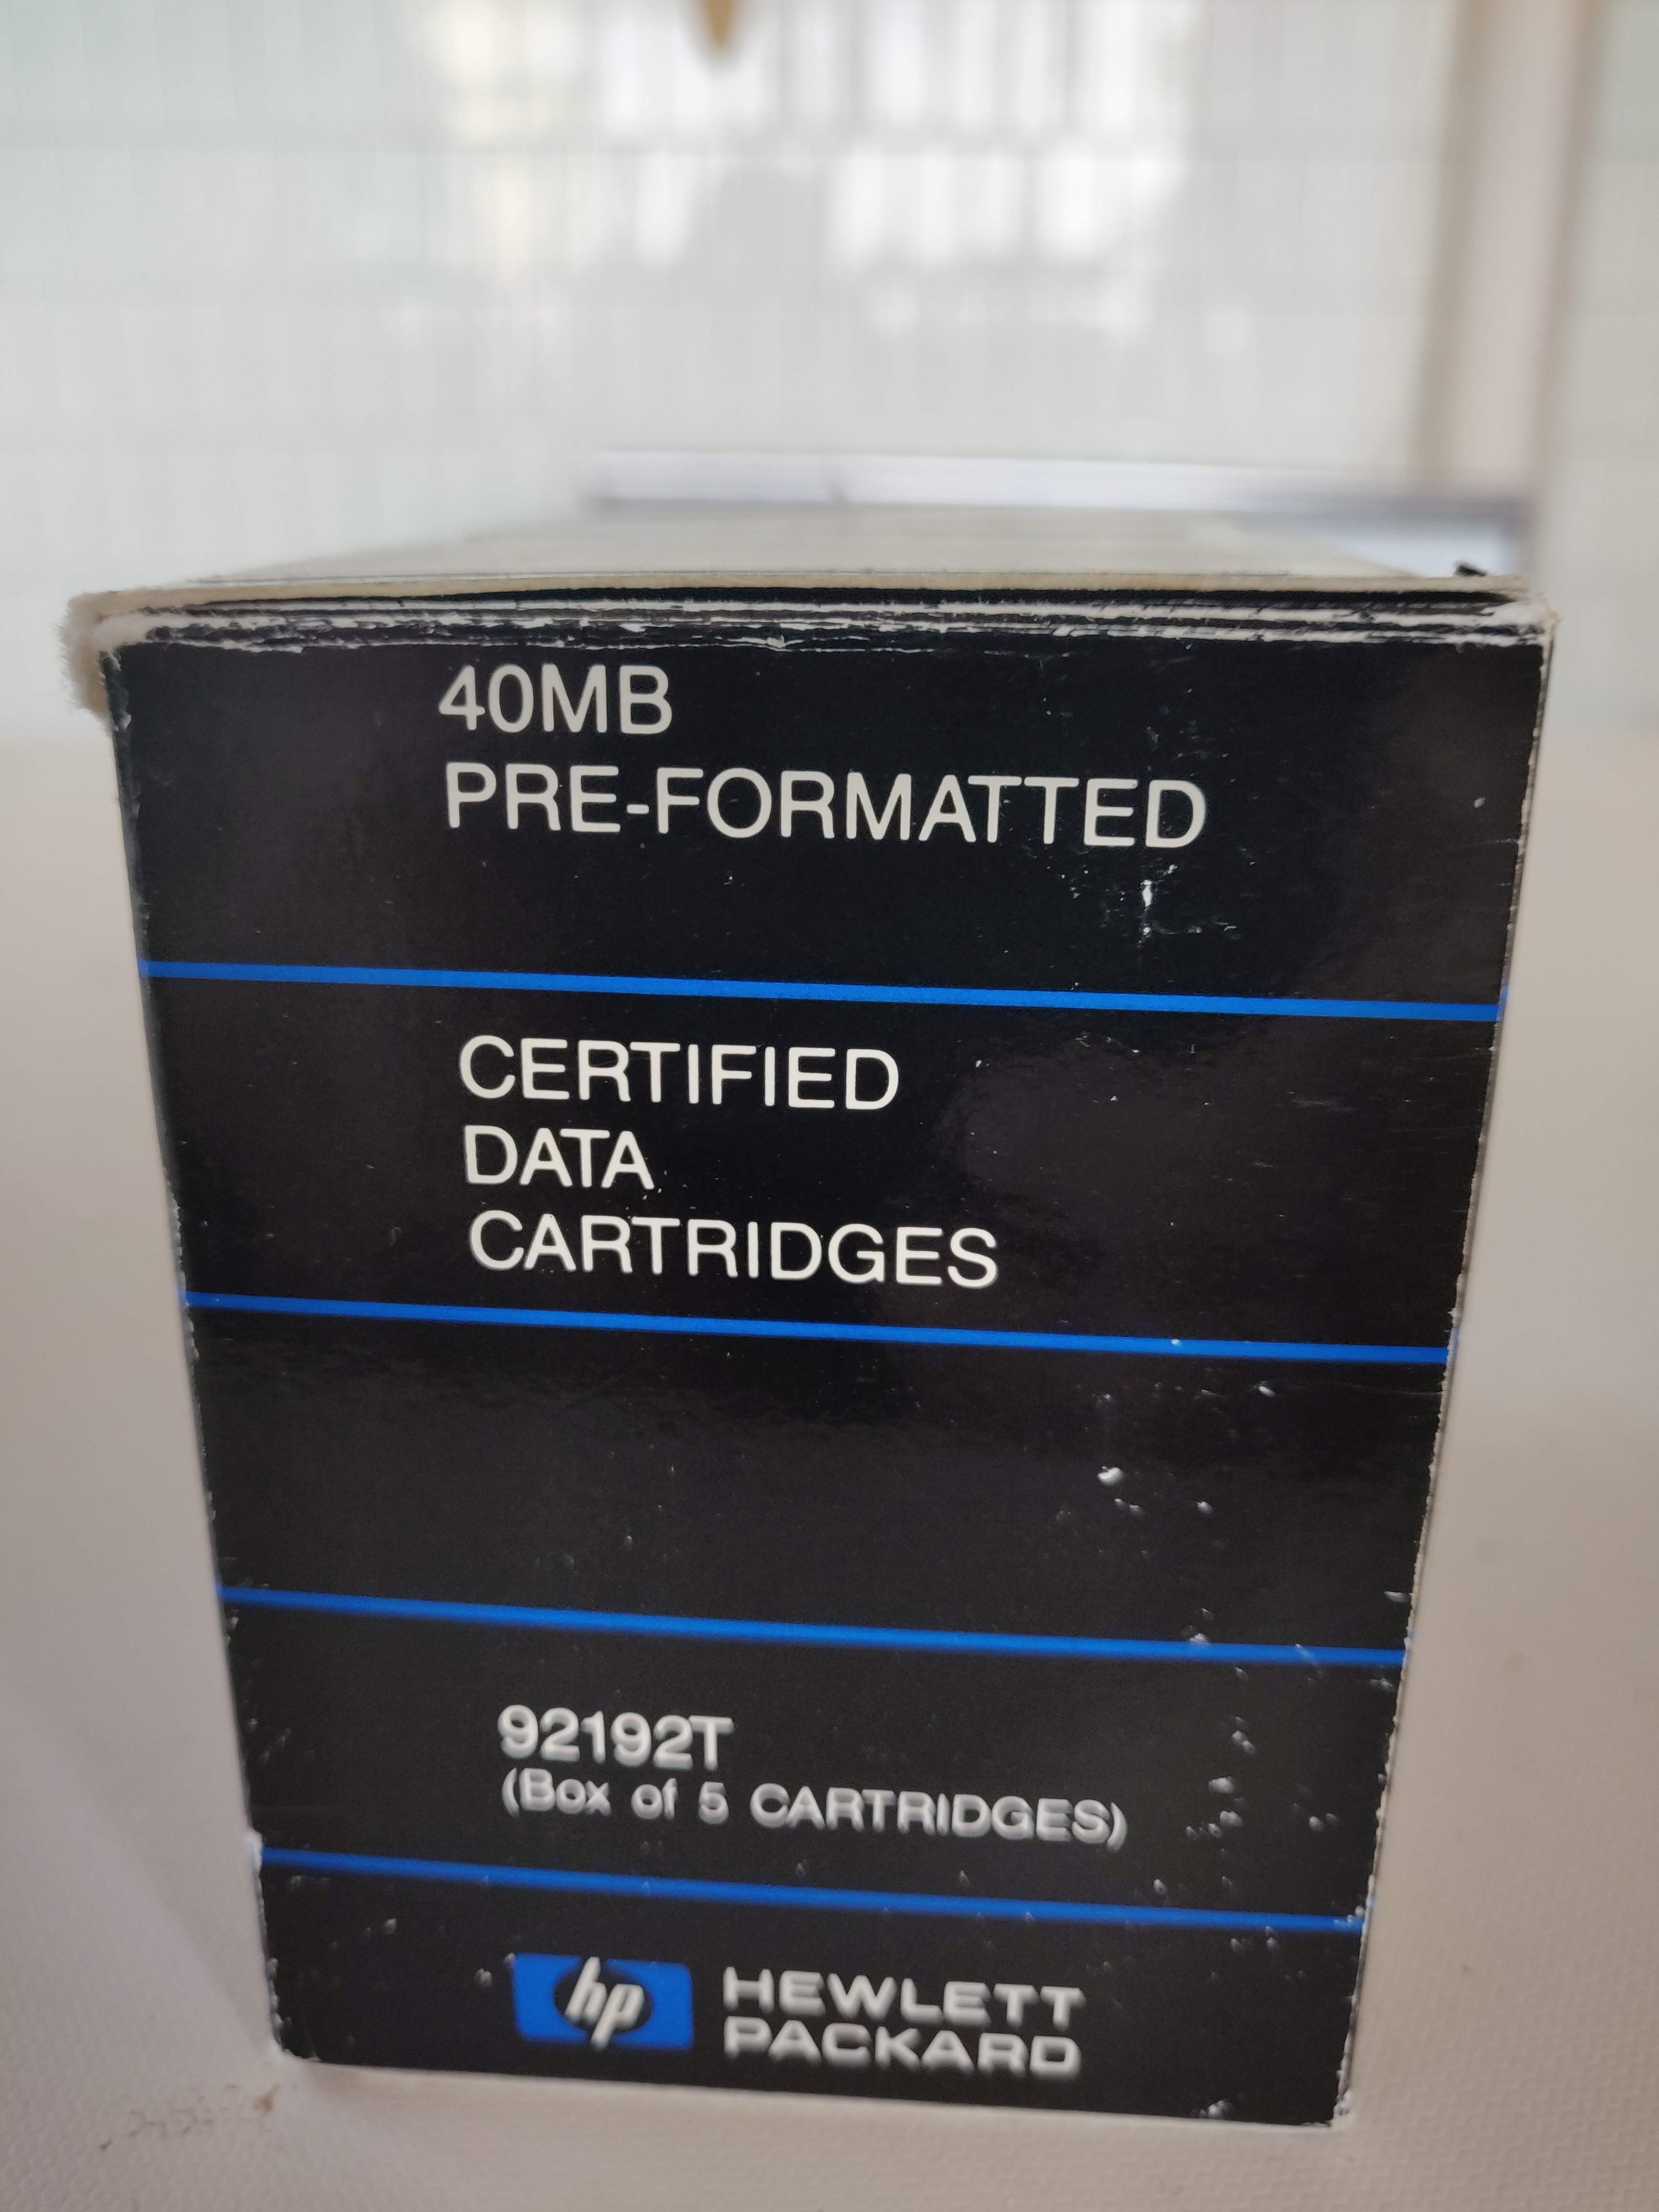 40MB
PRE-FORMATTED
CERTIFIED
DATA
CARTRIDGES
92192T
(Box of 5 CARTRIDGES)
hp HEWLETT
PACKARD